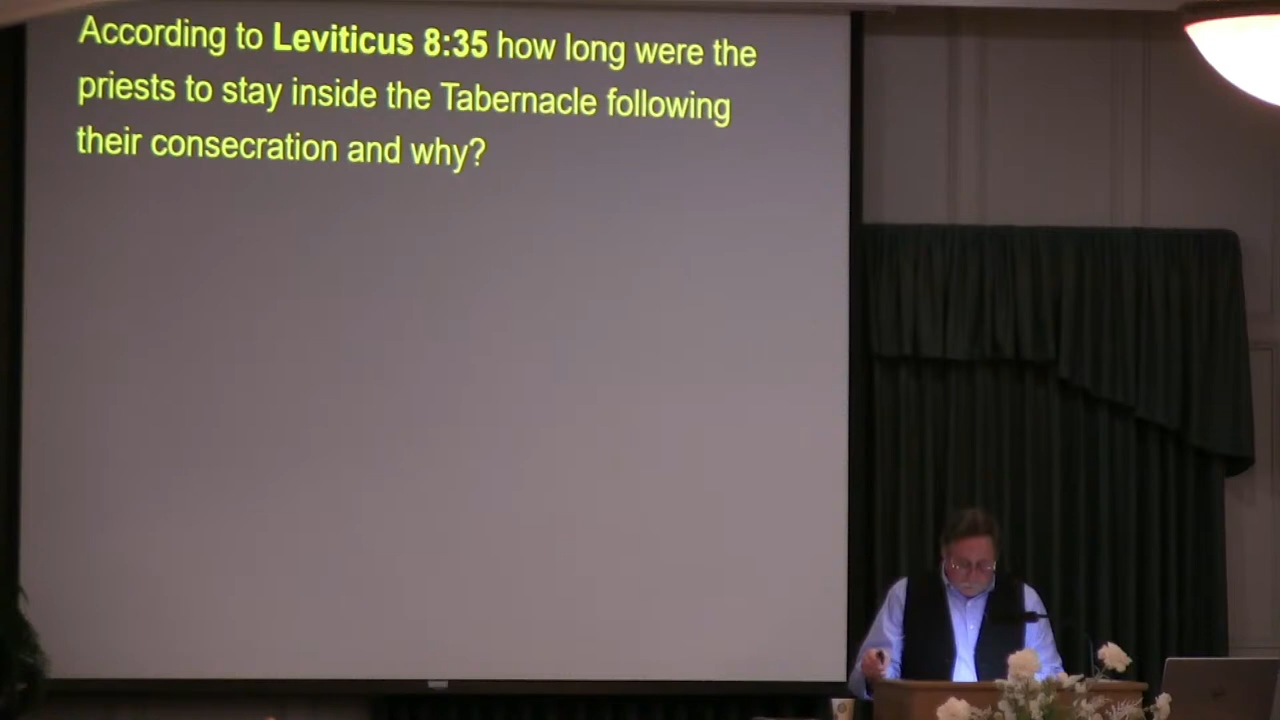 According to Leviticus 8:35 how long were the
priests to stay inside the Tabernacle following
their consecration and why?